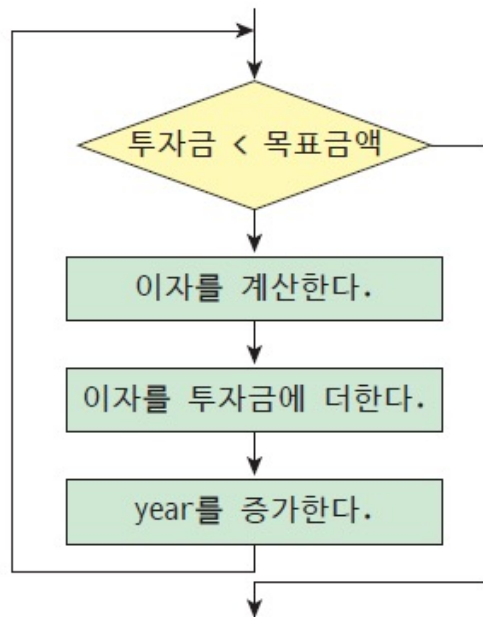 투자금 < 목표금액
이자를 계산한다.
이자를 투자금에 더한다.
year를 증가한다.